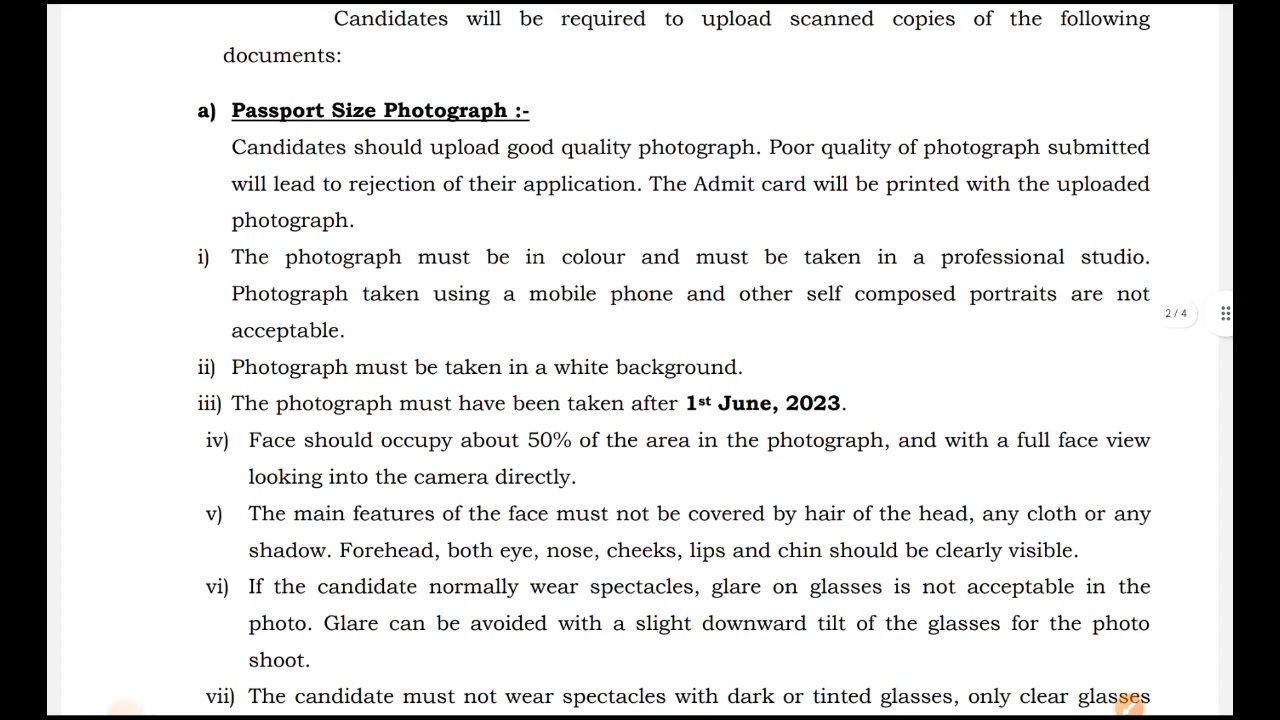 Candidates will be required to upload scanned copies of the following
documents:
a) Passport Size Photograph :-
Candidates should upload good quality photograph. Poor quality of photograph submitted
will lead to rejection of their application. The Admit card will be printed with the uploaded
photograph.
i) The photograph must be in colour and must be taken in a professional studio.
Photograph taken using a mobile phone and other self composed portraits are not
acceptable.
2 / 4
ii) Photograph must be taken in a white background.
iii) The photograph must have been taken after 1st June, 2023.
iv) Face should occupy about 50% of the area in the photograph, and with a full face view
looking into the camera directly.
v) The main features of the face must not be covered by hair of the head, any cloth or any
shadow. Forehead, both eye, nose, cheeks, lips and chin should be clearly visible.
vi) If the candidate normally wear spectacles, glare on glasses is not acceptable in the
photo. Glare can be avoided with a slight downward tilt of the glasses for the photo
shoot.
vii) The candidate must not wear spectacles with dark or tinted glasses, only clear glasses